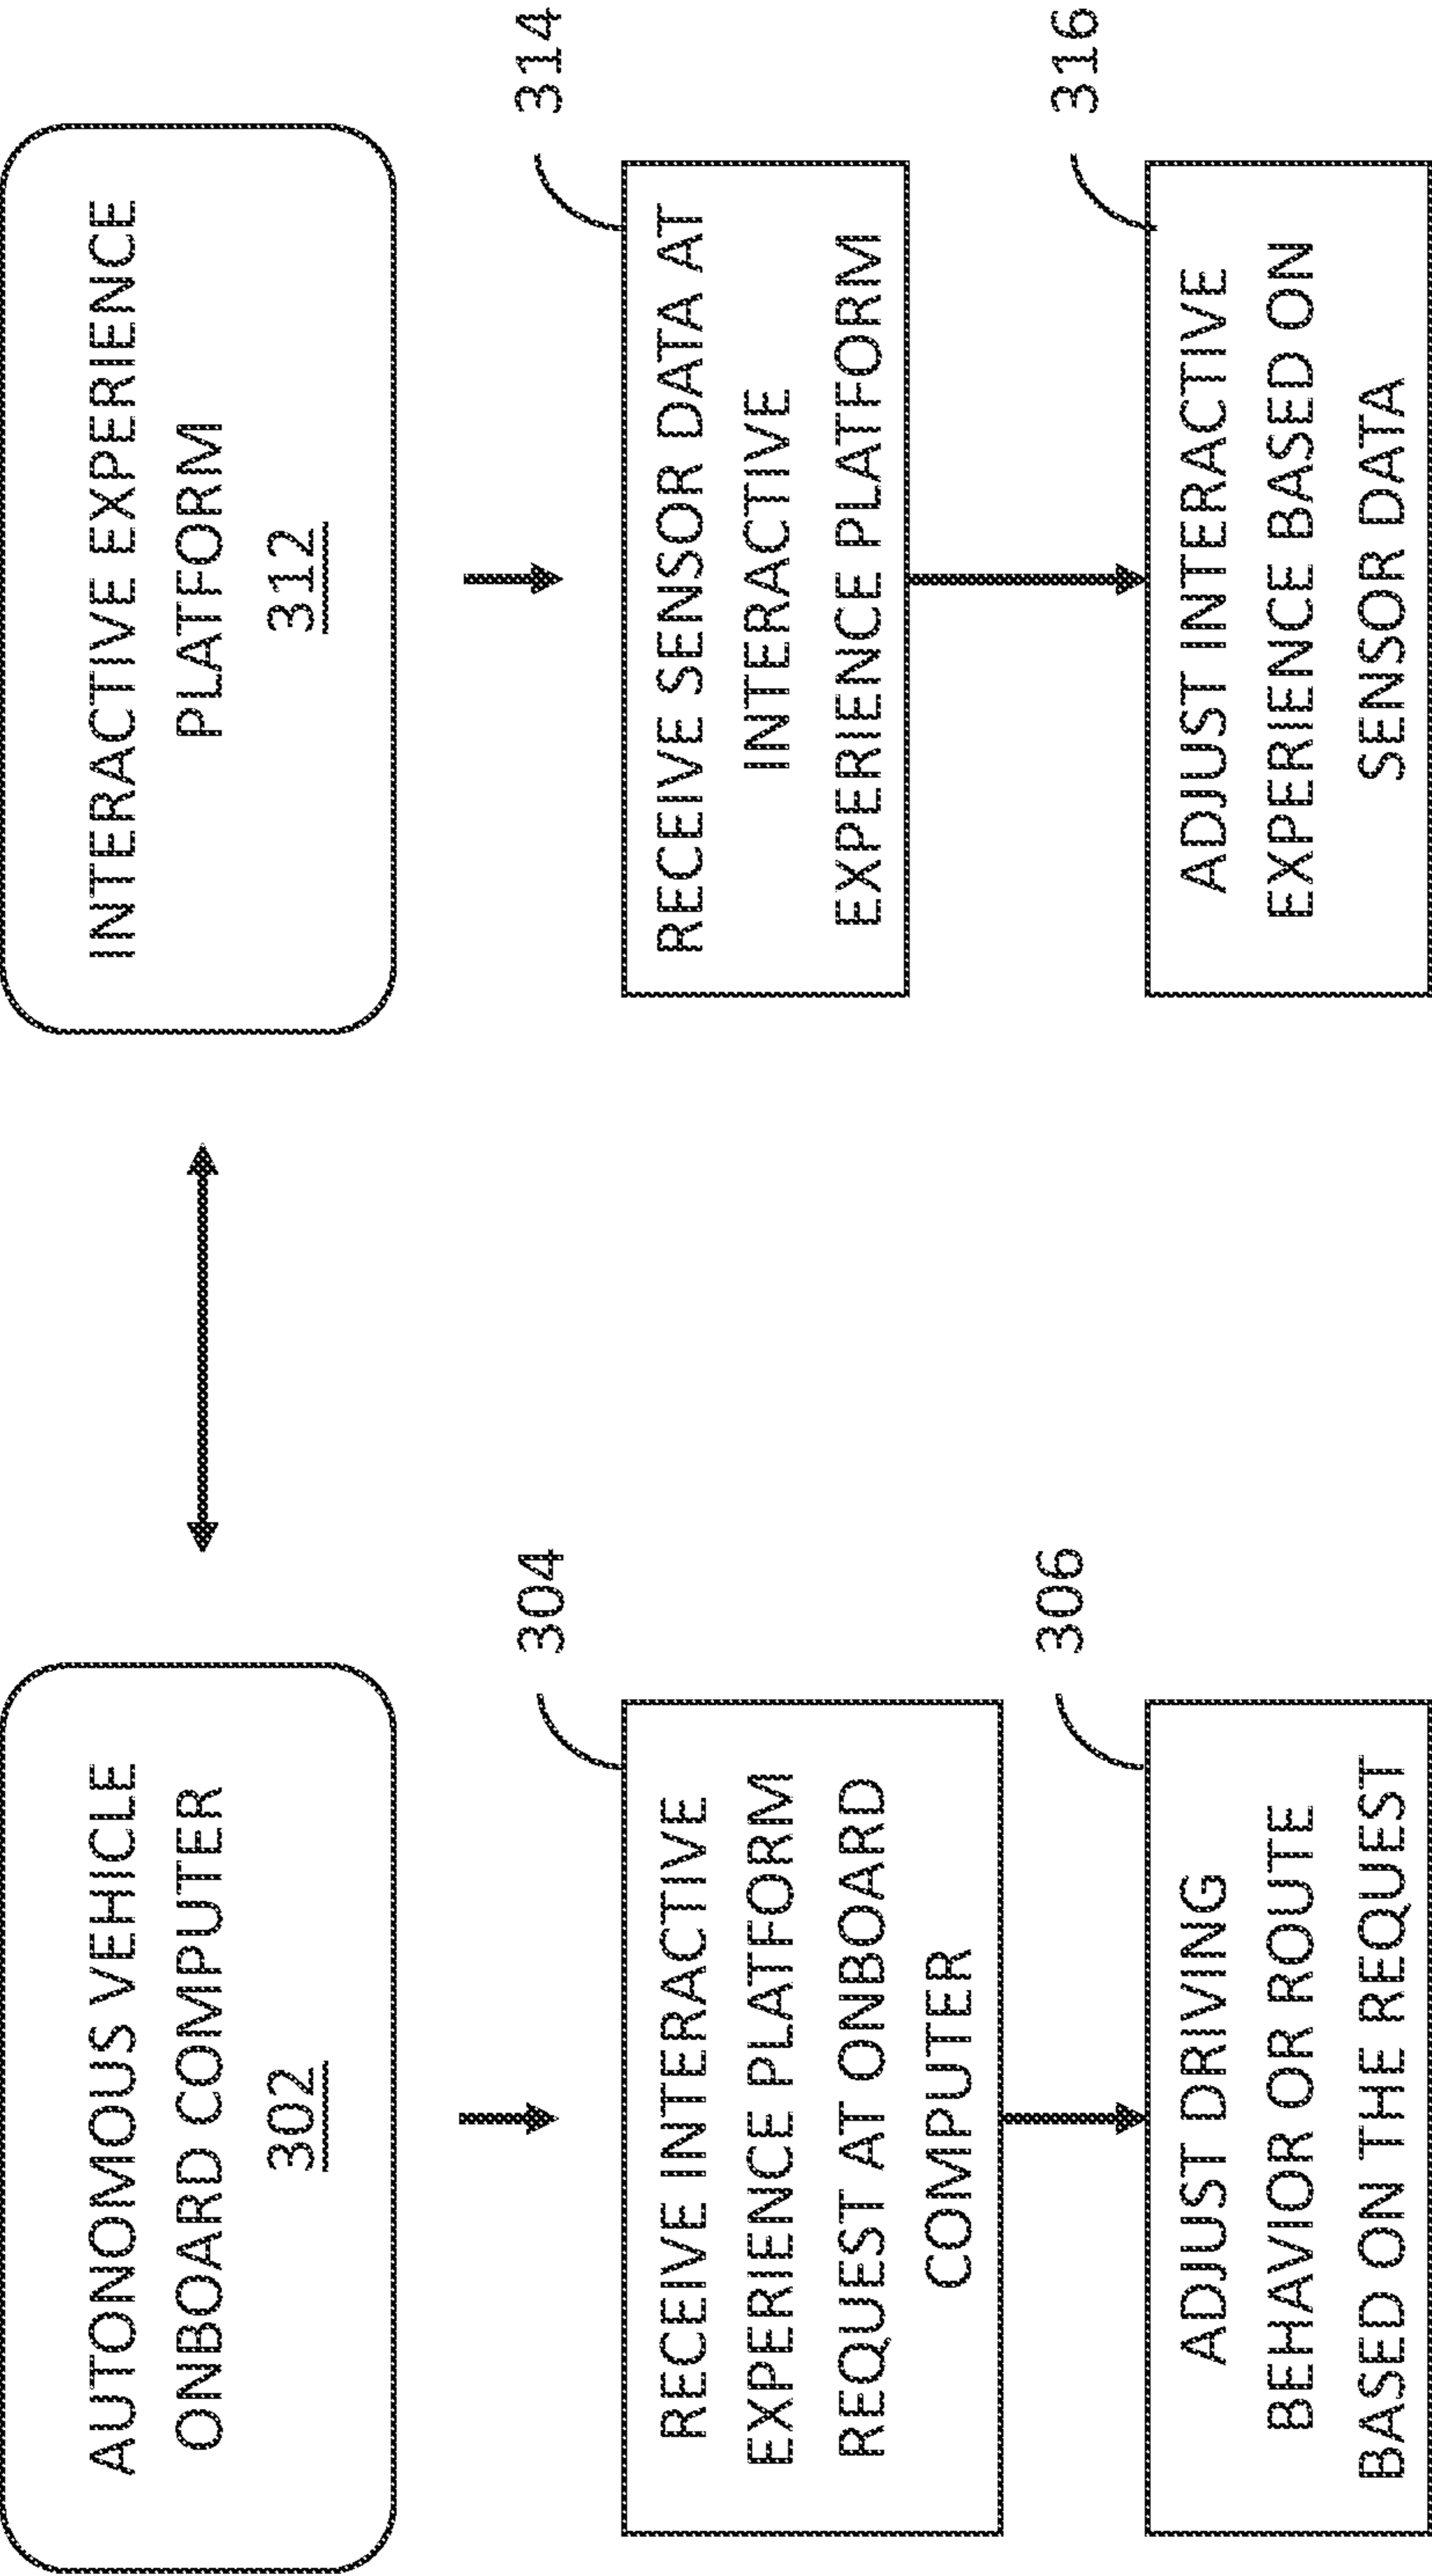 AUTONOMOUS VEHICLE
ONBOARD COMPUTER
302
304
RECEIVE INTERACTIVE
EXPERIENCE PLATFORM
REQUEST AT ONBOARD
COMPUTER
306
ADJUST DRIVING
BEHAVIOR OR ROUTE
BASED ON THE REQUEST
INTERACTIVE EXPERIENCE
PLATFORM
312
314
RECEIVE SENSOR DATA AT
INTERACTIVE
EXPERIENCE PLATFORM
316
ADJUST INTERACTIVE
EXPERIENCE BASED ON
SENSOR DATA